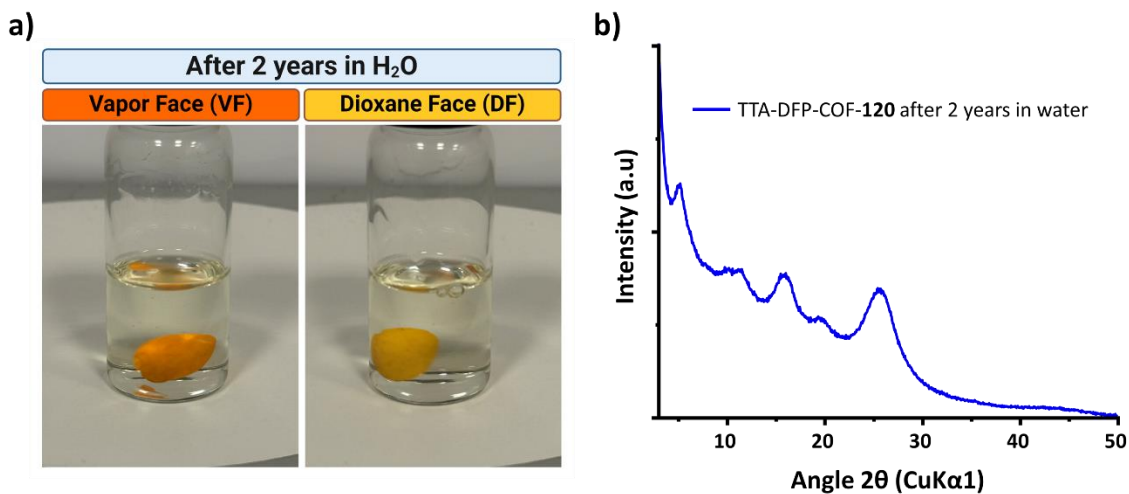 a)
After 2 years in H₂O
Vapor Face (VF)
Dioxane Face (DF)
b)
TTA-DFP-COF-120 after 2 years in water
Intensity (a.u)
10
20
30
40
50
Angle 2θ (CuKα1)